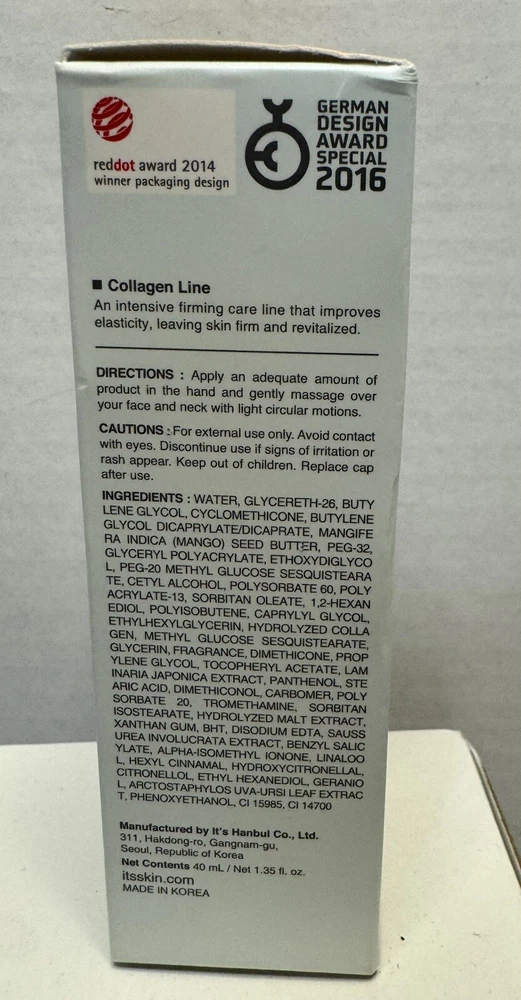 reddot award 2014
winner packaging design
GERMAN
DESIGN
AWARD
SPECIAL
2016
■ Collagen Line
An intensive firming care line that improves
elasticity, leaving skin firm and revitalized.
DIRECTIONS : Apply an adequate amount of
product in the hand and gently massage over
your face and neck with light circular motions.
CAUTIONS : For external use only. Avoid contact
with eyes. Discontinue use if signs of irritation or
rash appear. Keep out of children. Replace cap
after use.
INGREDIENTS : WATER, GLYCERETH-26, BUTY
LENE GLYCOL, CYCLOMETHICONE, BUTYLENE
GLYCOL DICAPRYLATE/DICAPRATE, MANGIFE
RA INDICA (MANGO) SEED BUTTER, PEG-32,
GLYCERYL POLYACRYLATE, ETHOXYDIGLYCO
L, PEG-20 METHYL GLUCOSE SESQUISTEARA
TE, CETYL ALCOHOL, POLYSORBATE 60, POLY
ACRYLATE-13, SORBITAN OLEATE, 1,2-HEXAN
EDIOL, POLYISOBUTENE, CAPRYLYL GLYCOL,
ETHYLHEXYLGLYCERIN, HYDROLYZED COLLA
GEN, METHYL GLUCOSE SESQUISTEARATE,
GLYCERIN, FRAGRANCE, DIMETHICONE, PROP
YLENE GLYCOL, TOCOPHERYL ACETATE, LAM
INARIA JAPONICA EXTRACT, PANTHENOL, STE
ARIC ACID, DIMETHICONOL, CARBOMER, POLY
SORBATE 20, TROMETHAMINE, SORBITAN
ISOSTEARATE, HYDROLYZED MALT EXTRACT,
XANTHAN GUM, BHT, DISODIUM EDTA, SAUSS
UREA INVOLUCRATA EXTRACT, BENZYL SALIC
YLATE, ALPHA-ISOMETHYL IONONE, LINALOO
L, HEXYL CINNAMAL, HYDROXYCITRONELLAL,
CITRONELLOL, ETHYL HEXANEDIOL, GERANIO
L, ARCTOSTAPHYLOS UVA-URSI LEAF EXTRAC
T, PHENOXYETHANOL, CI 15985, CI 14700
Manufactured by It's Hanbul Co., Ltd.
311, Hakdong-ro, Gangnam-gu,
Seoul, Republic of Korea
Net Contents 40 mL / Net 1.35 fl. oz.
itsskin.com
MADE IN KOREA